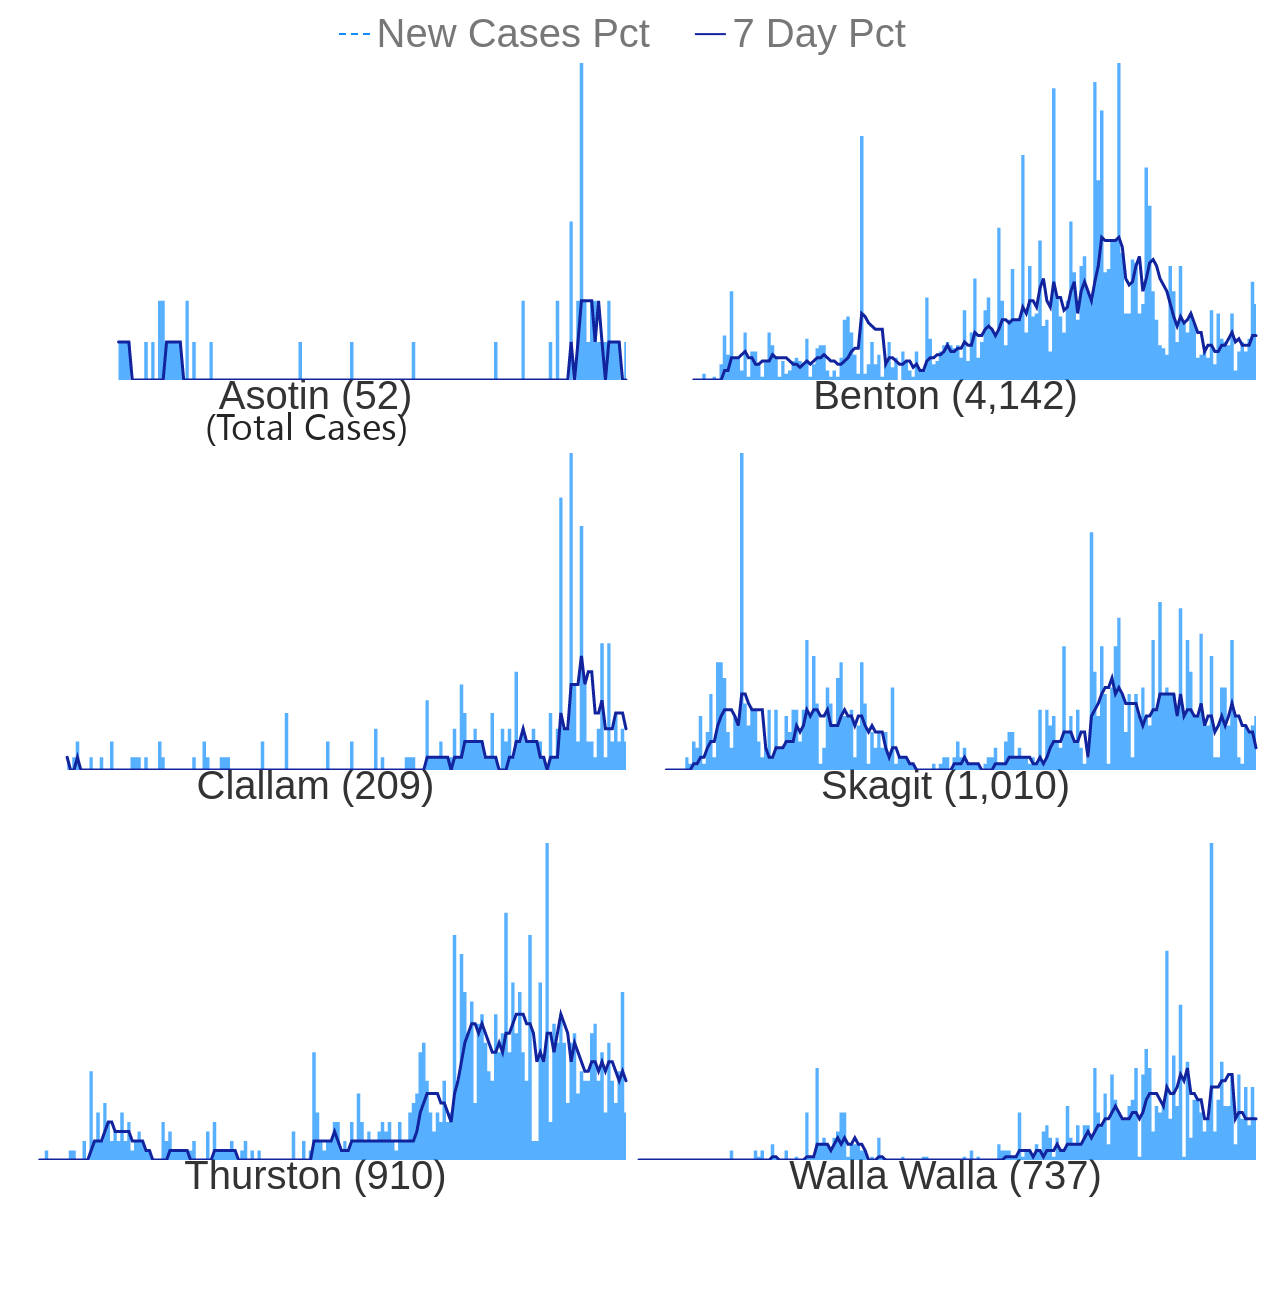 New Cases Pct 7 Day Pct
Asotin (52) Benton (4,142)
(Total Cases)
Clallam (209) Skagit (1,010)
Thurston (910) Walla Walla (737)